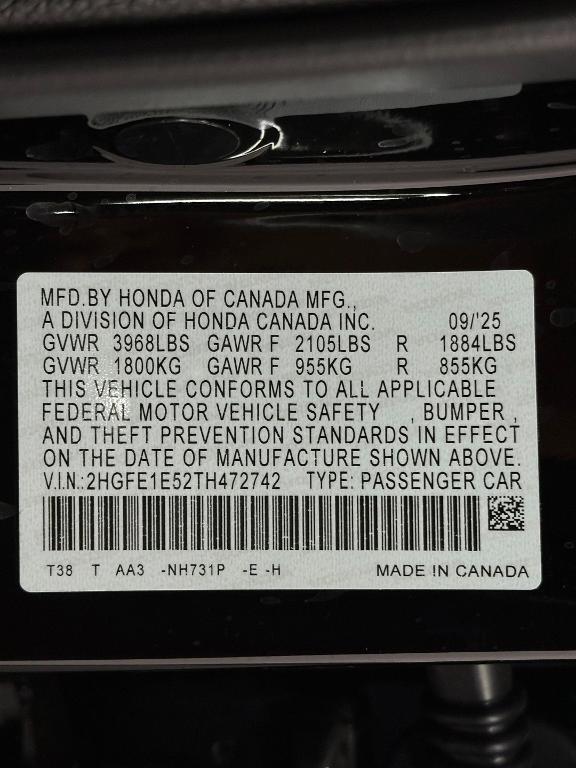 MFD.BY HONDA OF CANADA MFG.,
A DIVISION OF HONDA CANADA INC. 09/'25
GVWR 3968LBS GAWR F 2105LBS R 1884LBS
GVWR 1800KG GAWR F 955KG R 855KG
THIS VEHICLE CONFORMS TO ALL APPLICABLE
FEDERAL MOTOR VEHICLE SAFETY , BUMPER ,
AND THEFT PREVENTION STANDARDS IN EFFECT
ON THE DATE OF MANUFACTURE SHOWN ABOVE.
V.I.N.:2HGFE1E52TH472742 TYPE: PASSENGER CAR
T38 T AA3 -NH731P -E -H MADE IN CANADA